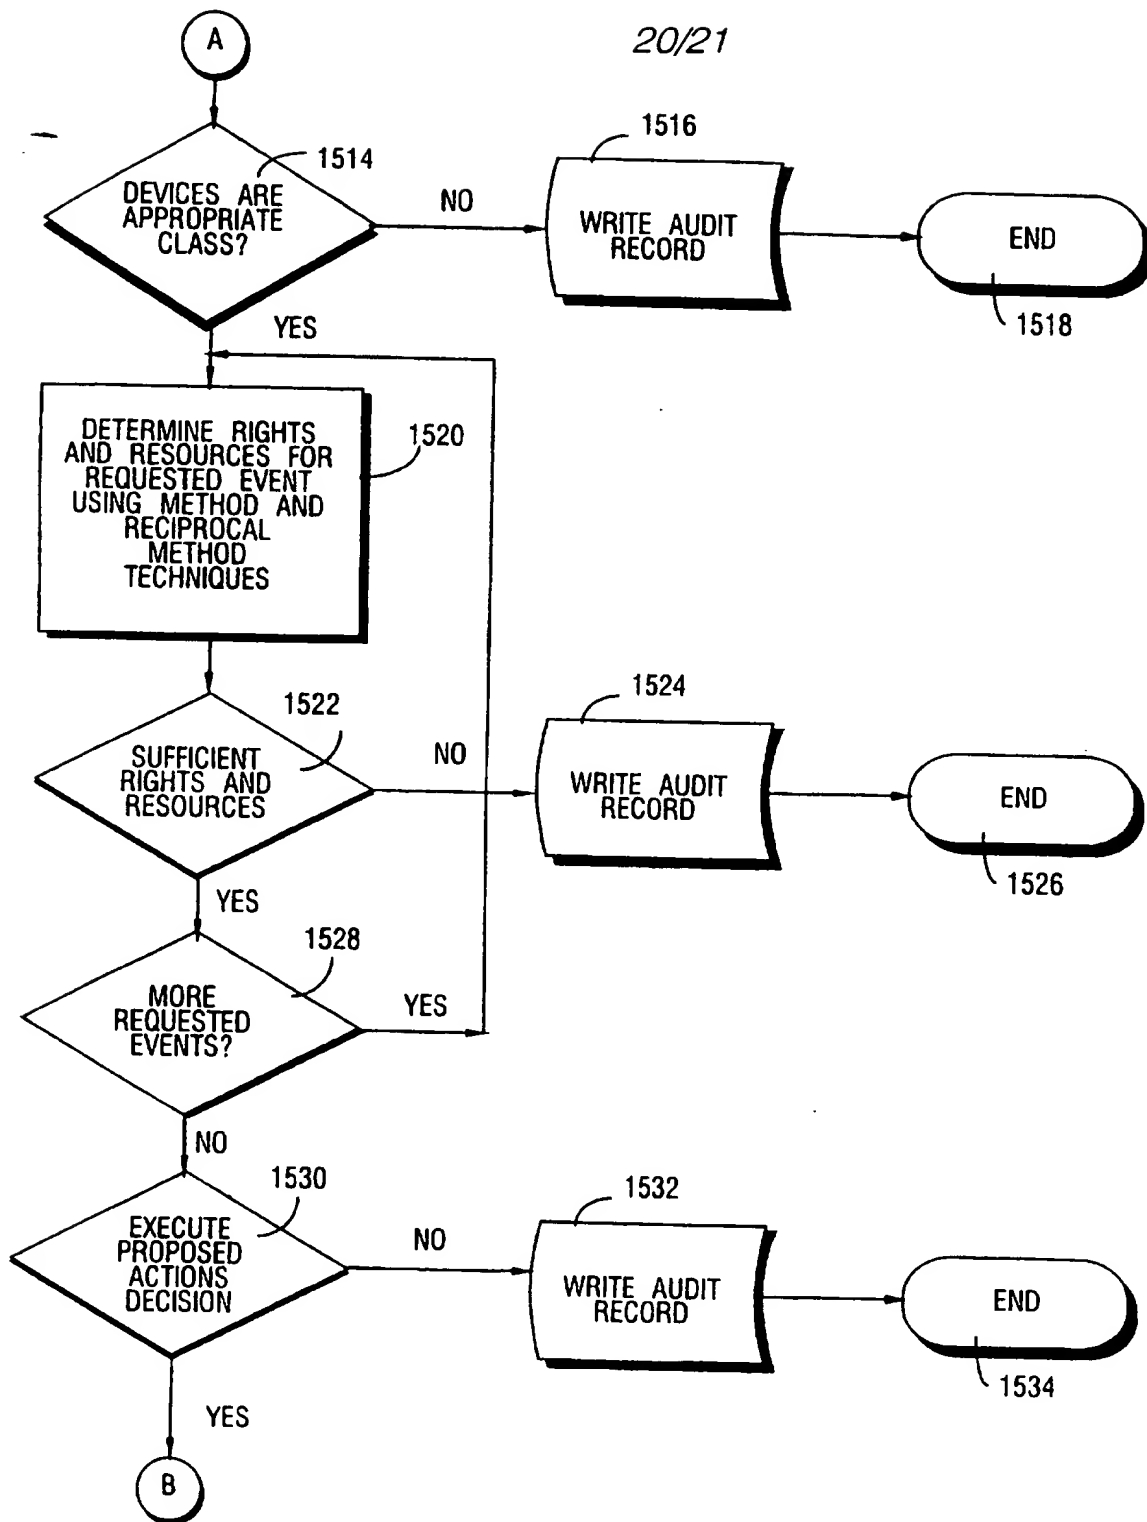 20/21
A
1514
DEVICES ARE
APPROPRIATE
CLASS?
NO
1516
WRITE AUDIT
RECORD
END
1518
YES
DETERMINE RIGHTS
AND RESOURCES FOR
REQUESTED EVENT
USING METHOD AND
RECIPROCAL
METHOD
TECHNIQUES
1520
1522
SUFFICIENT
RIGHTS AND
RESOURCES
NO
1524
WRITE AUDIT
RECORD
END
1526
YES
1528
MORE
REQUESTED
EVENTS?
YES
NO
1530
EXECUTE
PROPOSED
ACTIONS
DECISION
NO
1532
WRITE AUDIT
RECORD
END
1534
YES
B